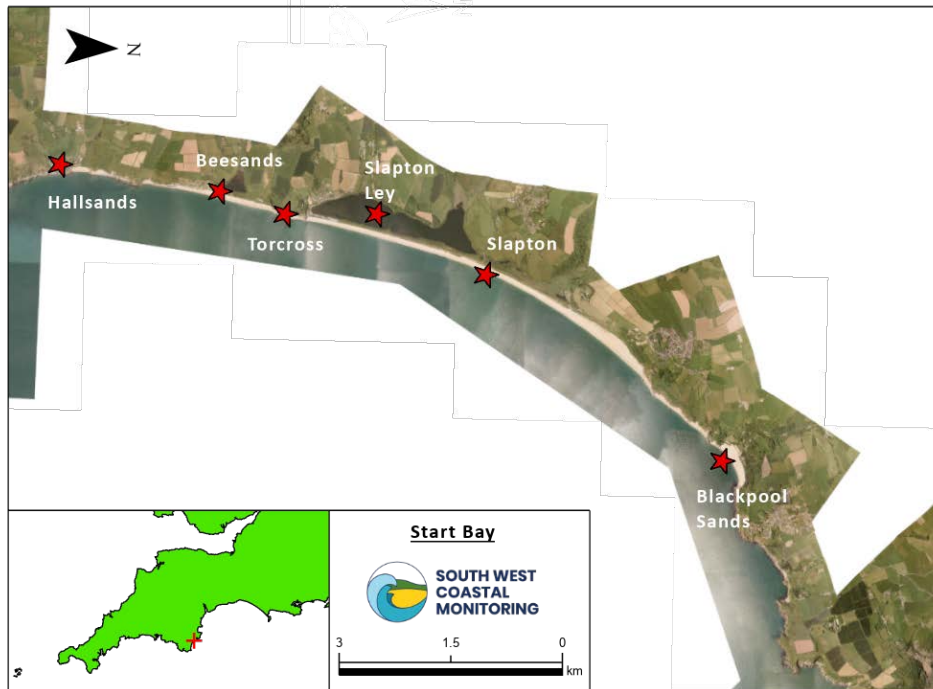 N
Beesands
Slapton
Ley
Hallsands
Torcross
Slapton
Blackpool
Sands
Start Bay
SOUTH WEST
COASTAL
MONITORING
3 1.5 0
km